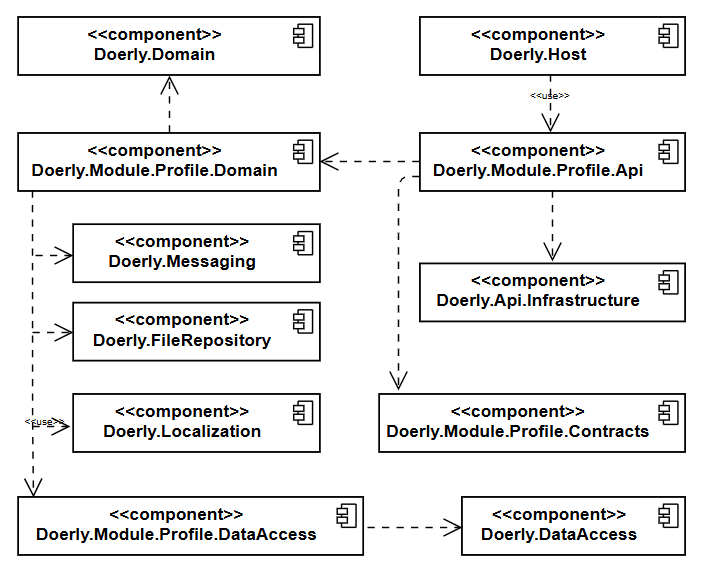 <<component>>
Doerly.Domain
<<component>>
Doerly.Host
<<use>>
<<component>>
Doerly.Module.Profile.Domain
<<component>>
Doerly.Module.Profile.Api
<<component>>
Doerly.Messaging
<<component>>
Doerly.Api.Infrastructure
<<component>>
Doerly.FileRepository
<<component>>
Doerly.Localization
<<use>>
<<component>>
Doerly.Module.Profile.Contracts
<<component>>
Doerly.Module.Profile.DataAccess
<<component>>
Doerly.DataAccess